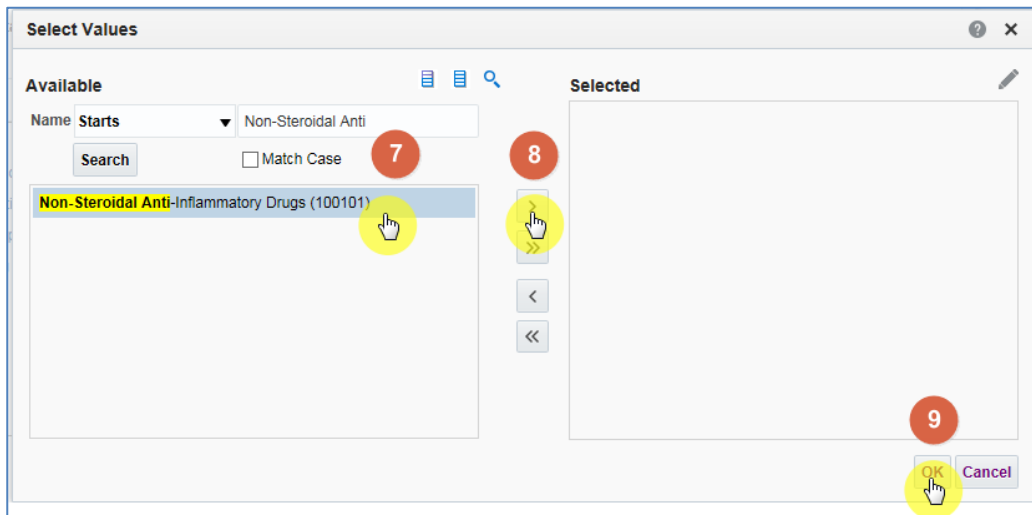 Select Values
?
Available
Selected
Name Starts Non-Steroidal Anti
Search Match Case 7 8
Non-Steroidal Anti-Inflammatory Drugs (100101)
>
»
<
«
9
OK Cancel